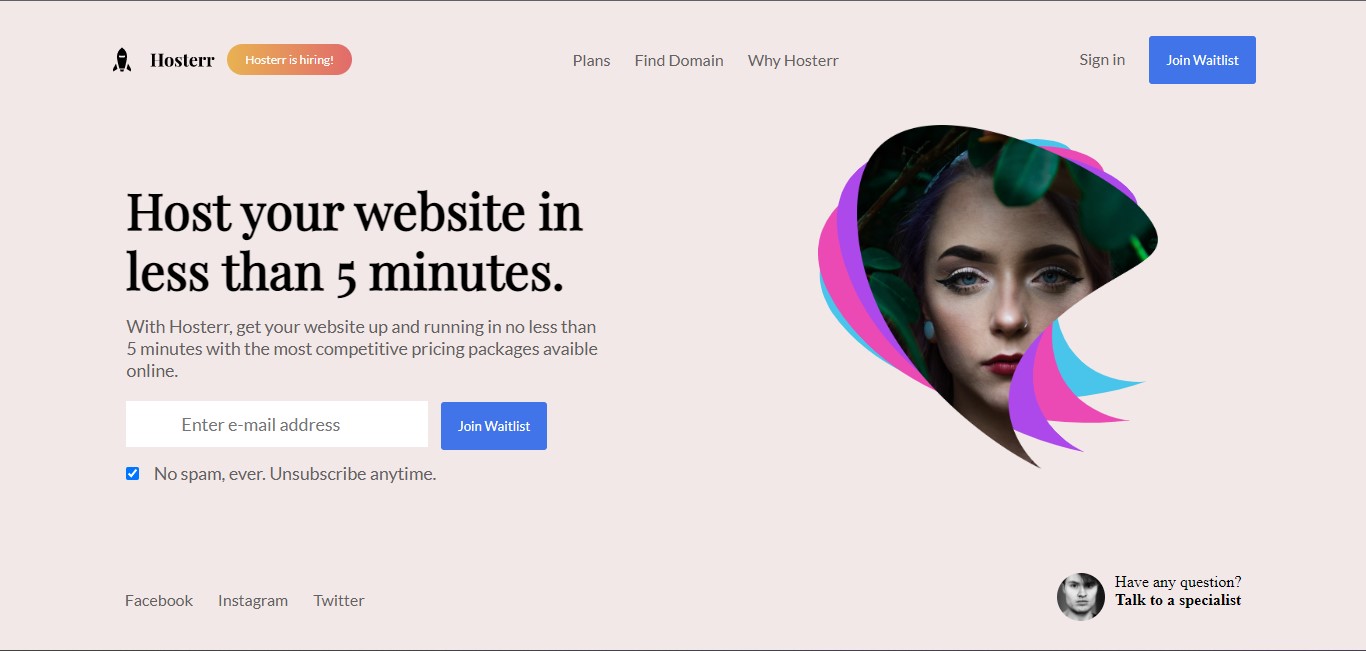 Hosterr
Hosterr is hiring!
Plans
Find Domain
Why Hosterr
Sign in
Join Waitlist
Host your website in
less than 5 minutes.
With Hosterr, get your website up and running in no less than
5 minutes with the most competitive pricing packages avaible
online.
Enter e-mail address
Join Waitlist
No spam, ever. Unsubscribe anytime.
Facebook
Instagram
Twitter
Have any question?
Talk to a specialist